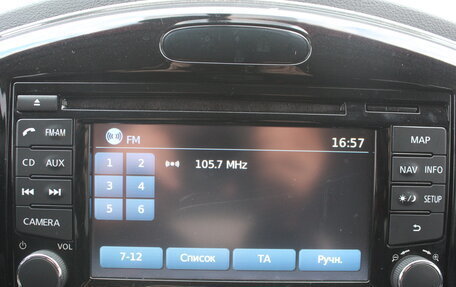 FM-AM
CD AUX
CAMERA
VOL
FM
16:57
1 2
105.7 MHz
3 4
5 6
7-12
Список
TA
Ручн.
MAP
NAV INFO
SETUP